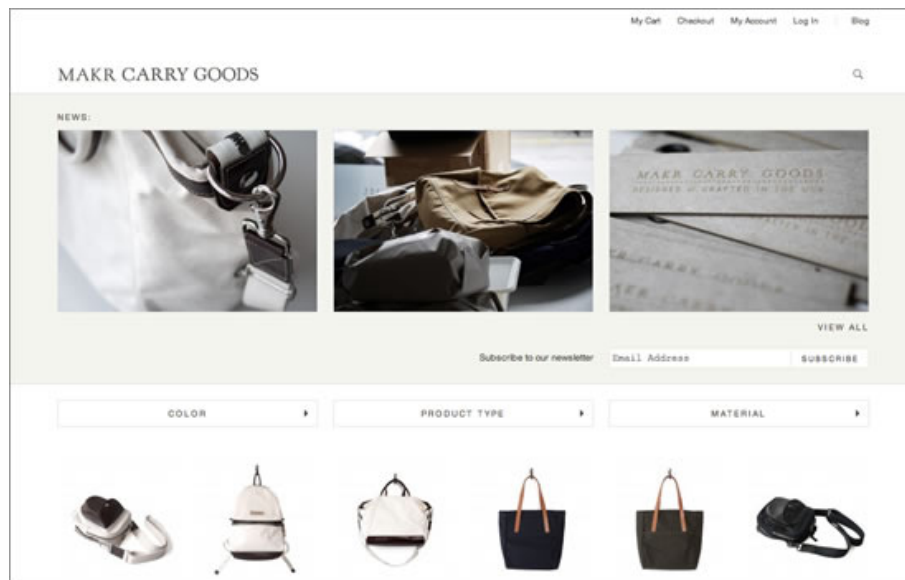 My Cart Checkout My Account Log In Blog
MAKR CARRY GOODS
NEWS:
MAKR CARRY GOODS
DESIGNED & CRAFTED IN THE USA
VIEW ALL
Subscribe to our newsletter Email Address SUBSCRIBE
COLOR PRODUCT TYPE MATERIAL